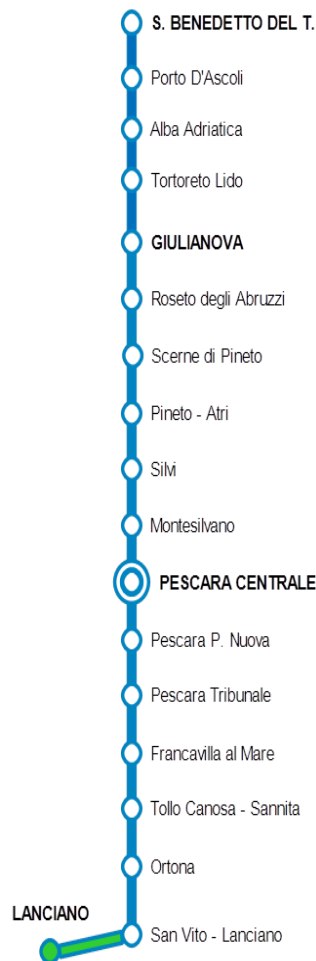 S. BENEDETTO DEL T.
Porto D'Ascoli
Alba Adriatica
Tortoreto Lido
GIULIANOVA
Roseto degli Abruzzi
Scerne di Pineto
Pineto - Atri
Silvi
Montesilvano
PESCARA CENTRALE
Pescara P. Nuova
Pescara Tribunale
Francavilla al Mare
Tollo Canosa - Sannita
Ortona
LANCIANO
San Vito - Lanciano